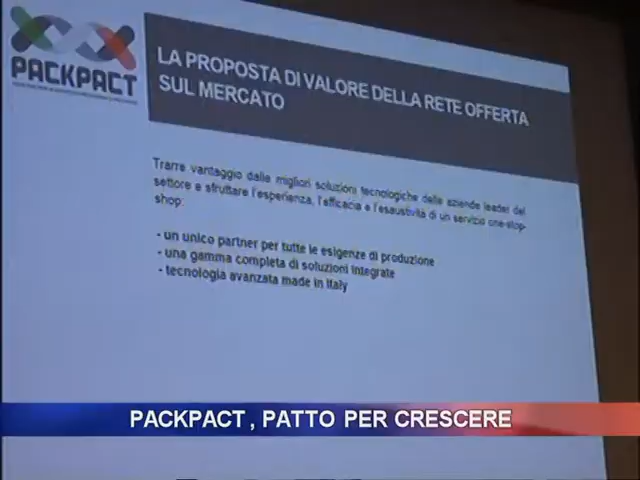 PACKPACT
LA PROPOSTA DI VALORE DELLA RETE OFFERTA
SUL MERCATO
Trarre vantaggio dalle migliori soluzioni tecnologiche delle aziende leader del
settore e sfruttare l'esperienza, l'efficacia e l'esaustività di un servizio one-stop-
shop:
- un unico partner per tutte le esigenze di produzione
- una gamma completa di soluzioni integrate
- tecnologia avanzata made in Italy
PACKPACT, PATTO PER CRESCERE